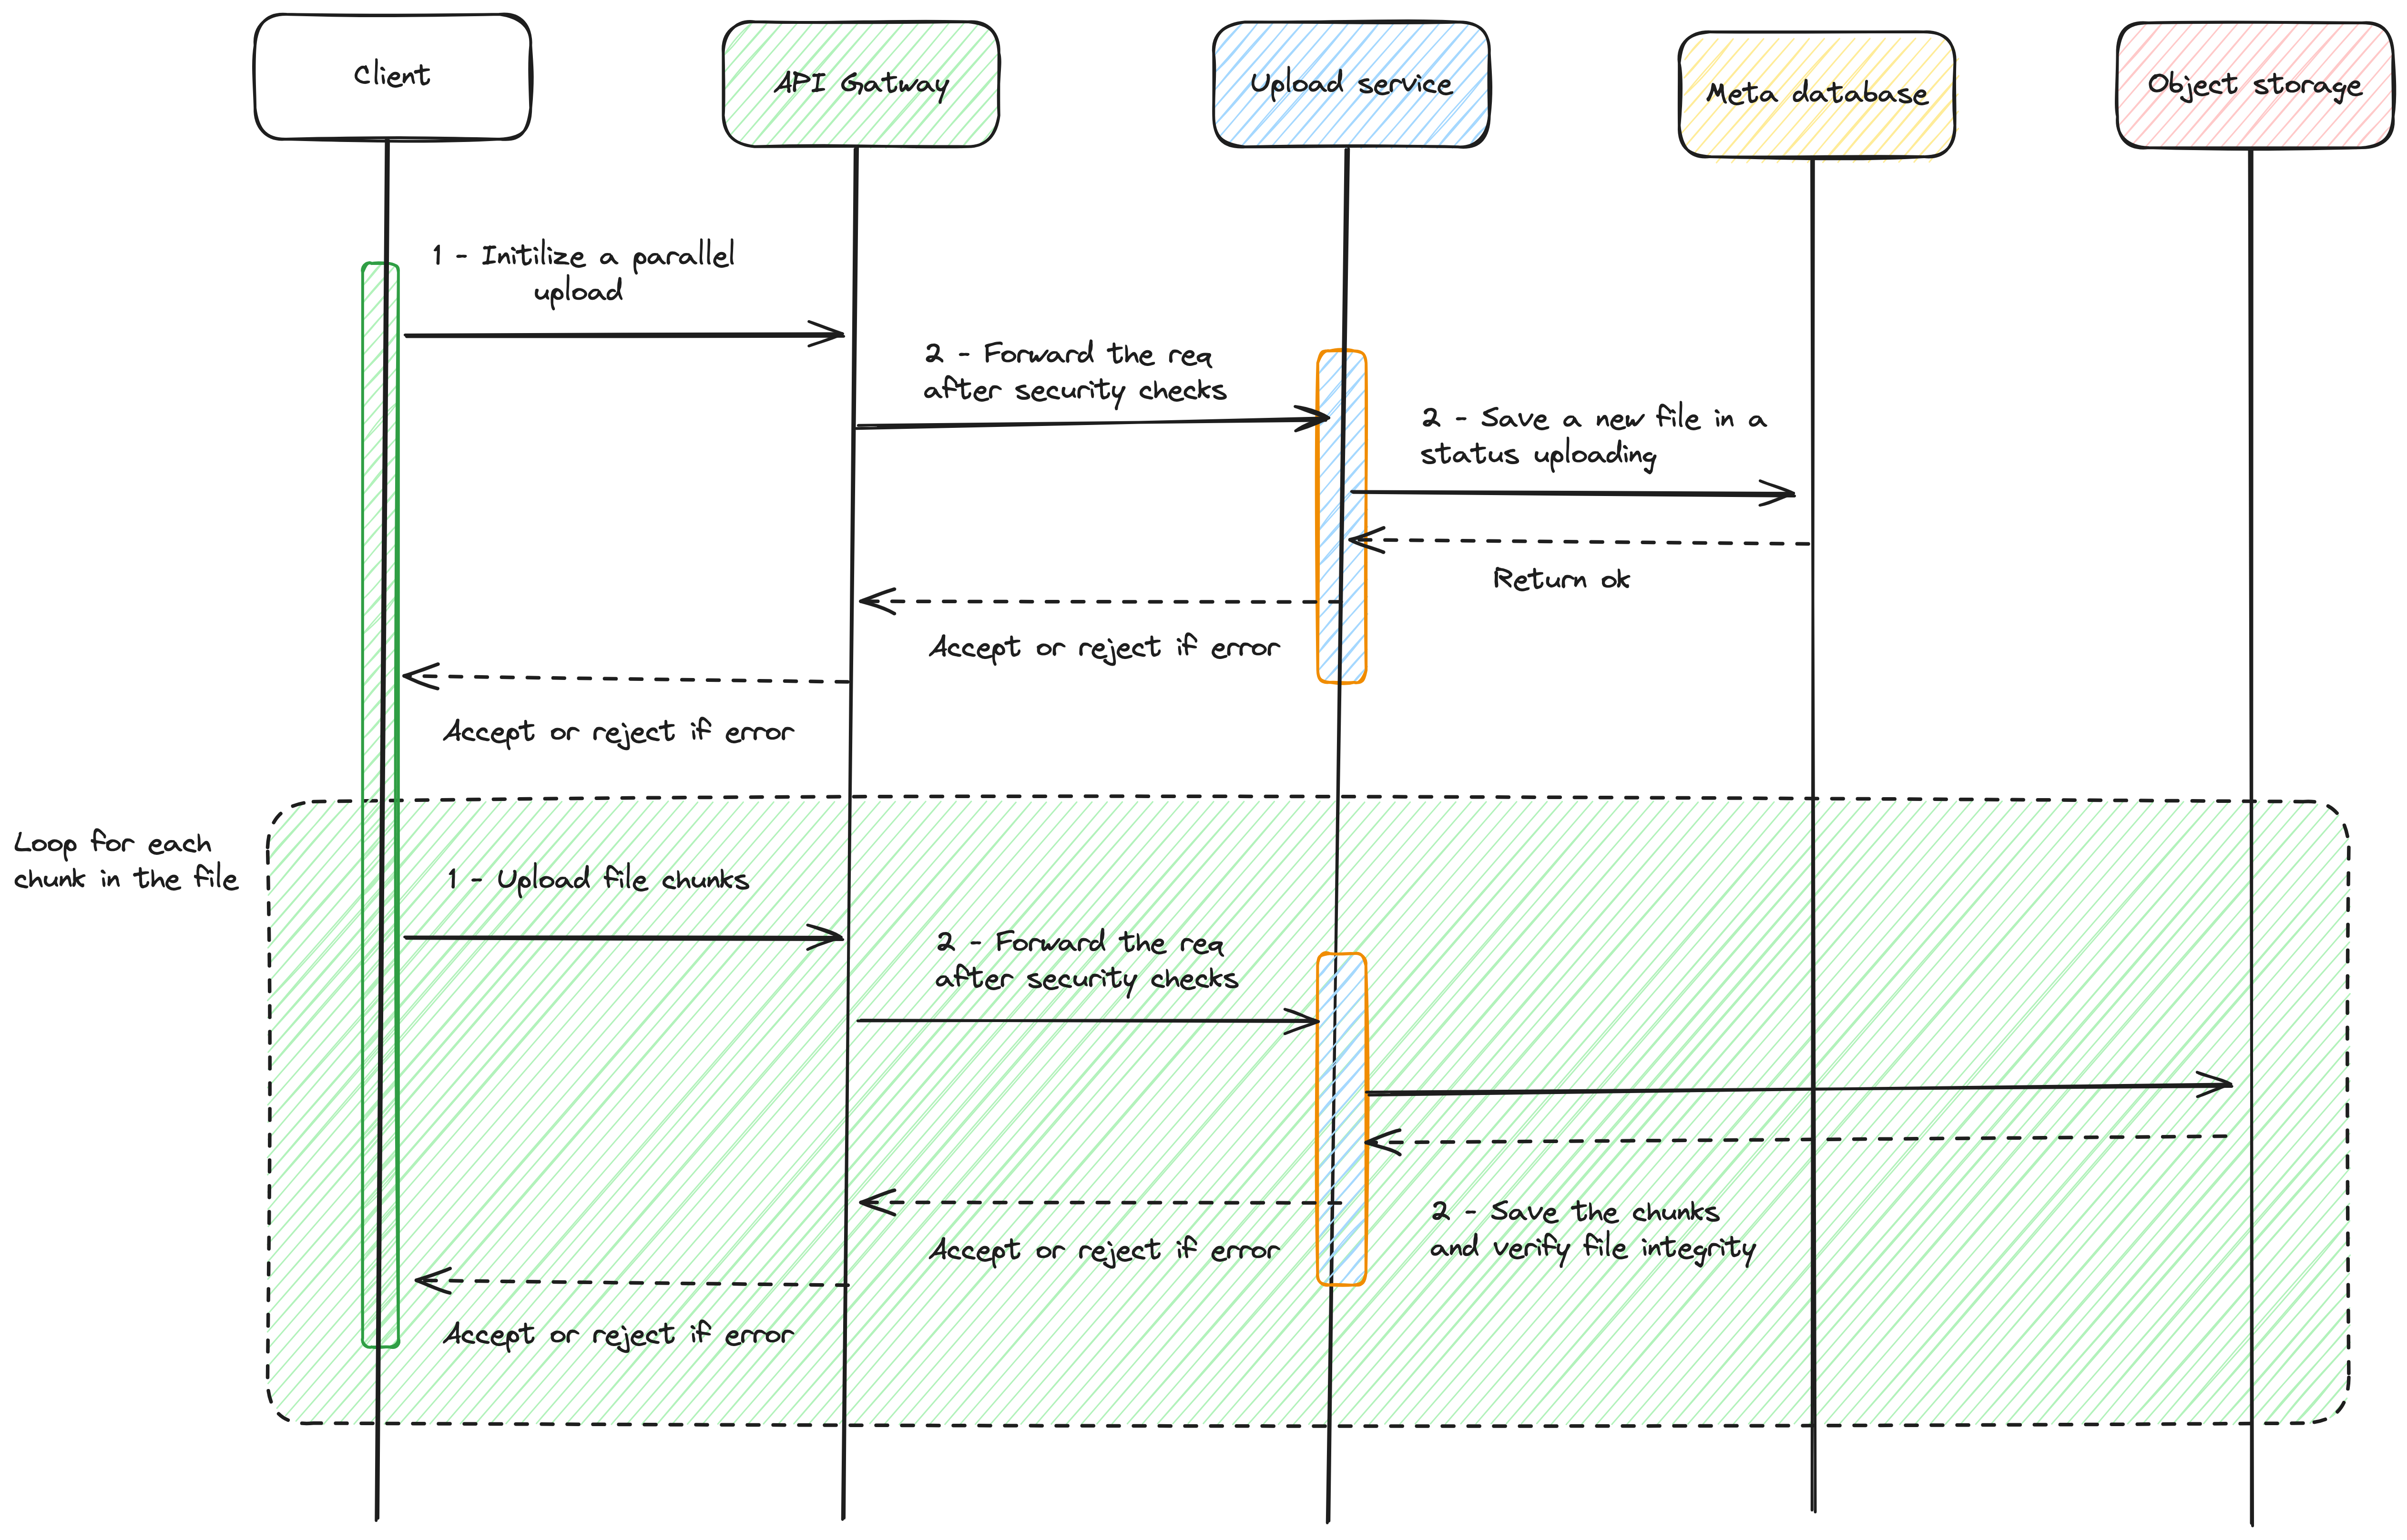 Client
API Gatway
Upload service
Meta database
Object storage
1 - Initilize a parallel
upload
2 - Forward the req
after security checks
2 - Save a new file in a
status uploading
Return ok
Accept or reject if error
Accept or reject if error
Loop for each
chunk in the file
1 - Upload file chunks
2 - Forward the req
after security checks
2 - Save the chunks
and verify file integrity
Accept or reject if error
Accept or reject if error